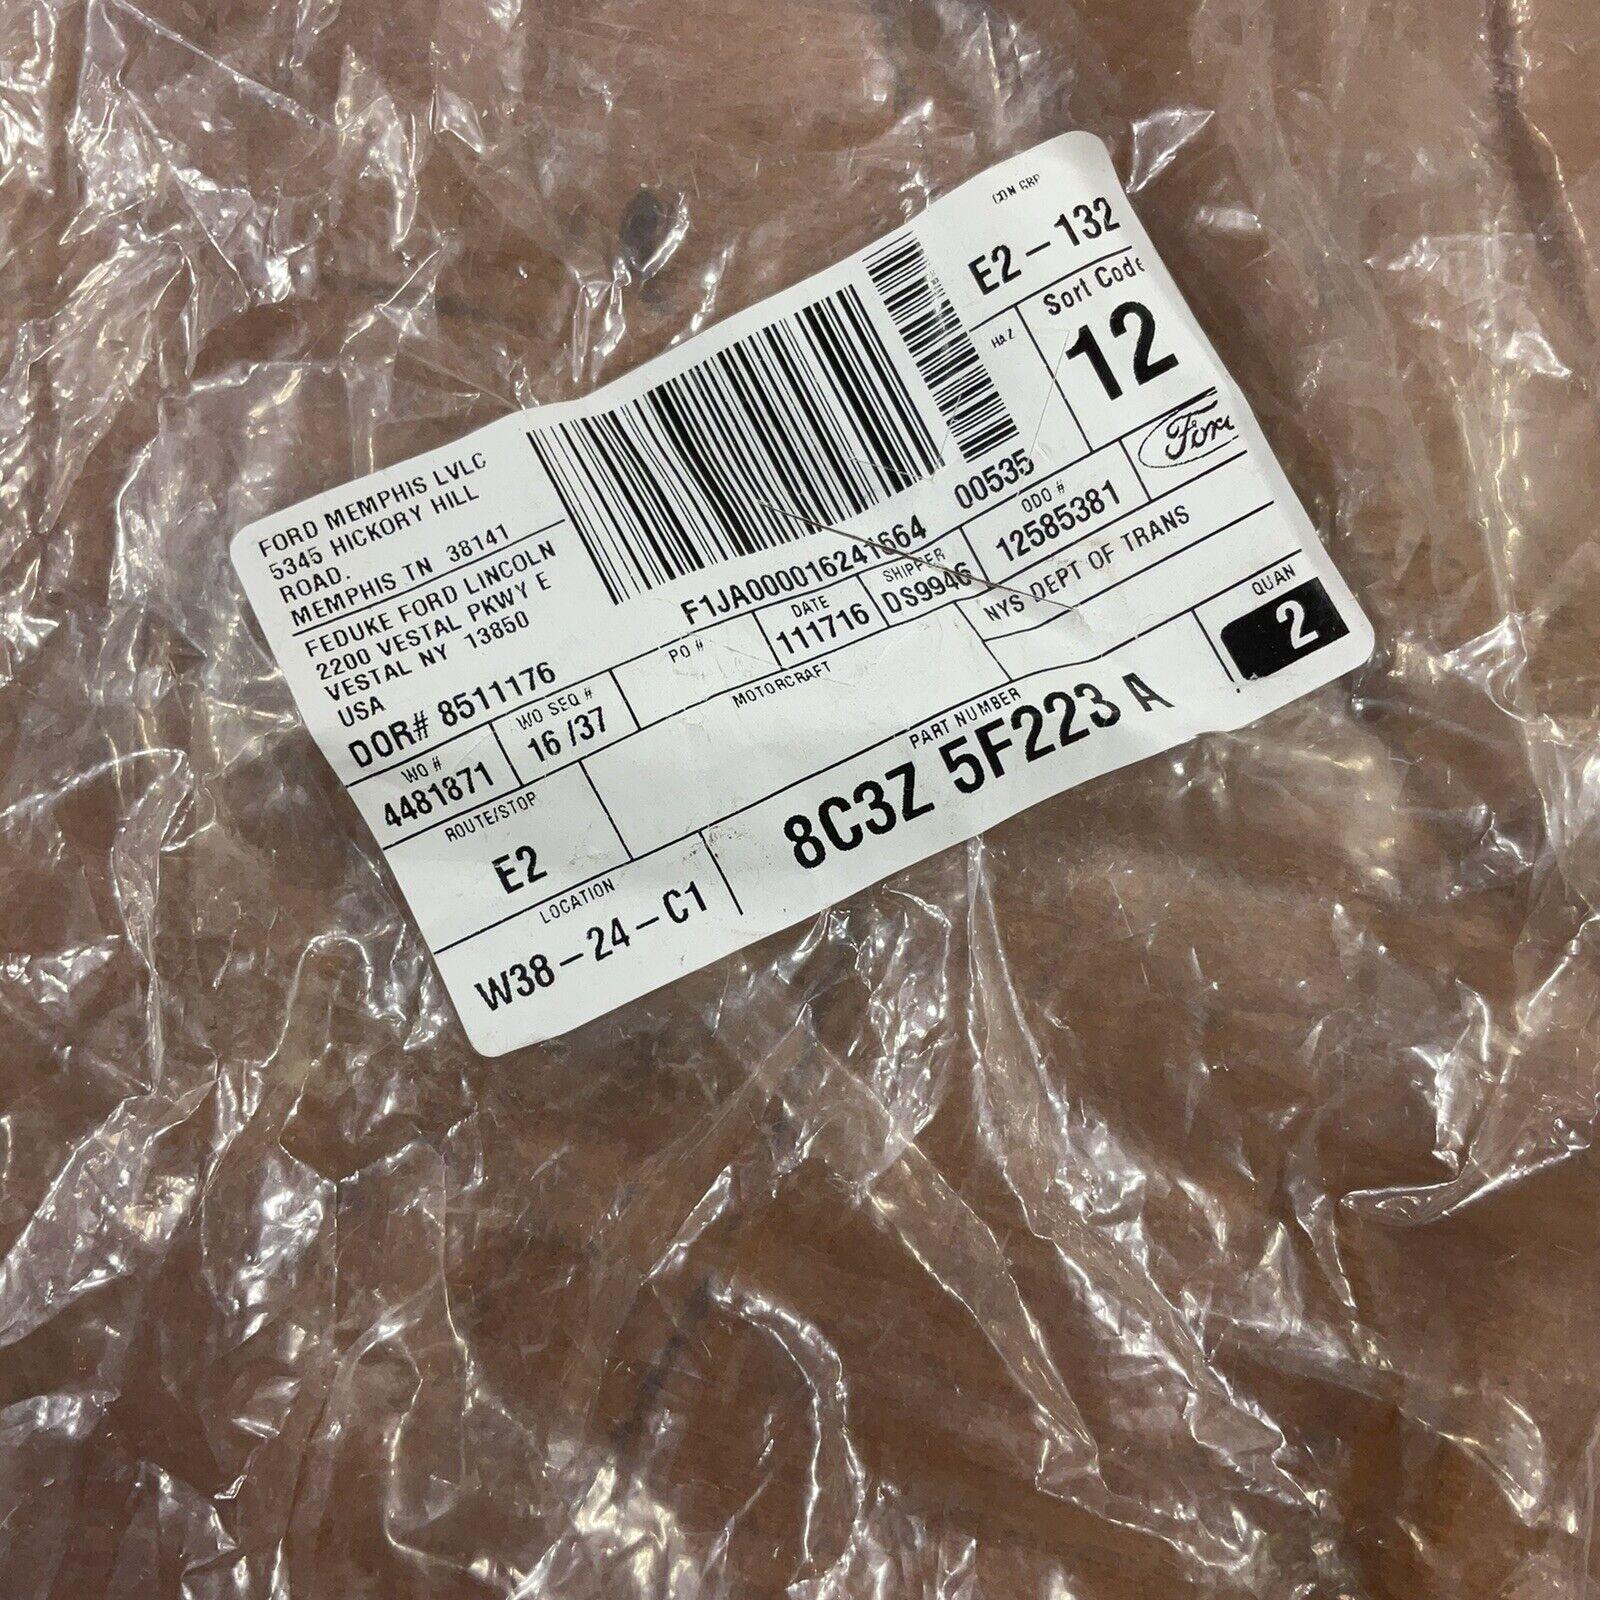 FORD MEMPHIS LVLC
5345 HICKORY HILL
ROAD.
MEMPHIS TN 38141
FEDUKE FORD LINCOLN
2200 VESTAL PKWY E
VESTAL NY 13850
USA
DOR# 8511176
F1JA000016241664
00535
CON GRP
E2-132
HAZ
Sort Code
12
Ford
WO #
4481871
WO SEQ #
16 /37
PO #
DATE
111716
SHIPPER
DS9946
ODO #
12585381
ROUTE/STOP
E2
MOTORCRAFT
NYS DEPT OF TRANS
QUAN
2
LOCATION
W38-24-C1
PART NUMBER
8C3Z 5F223 A